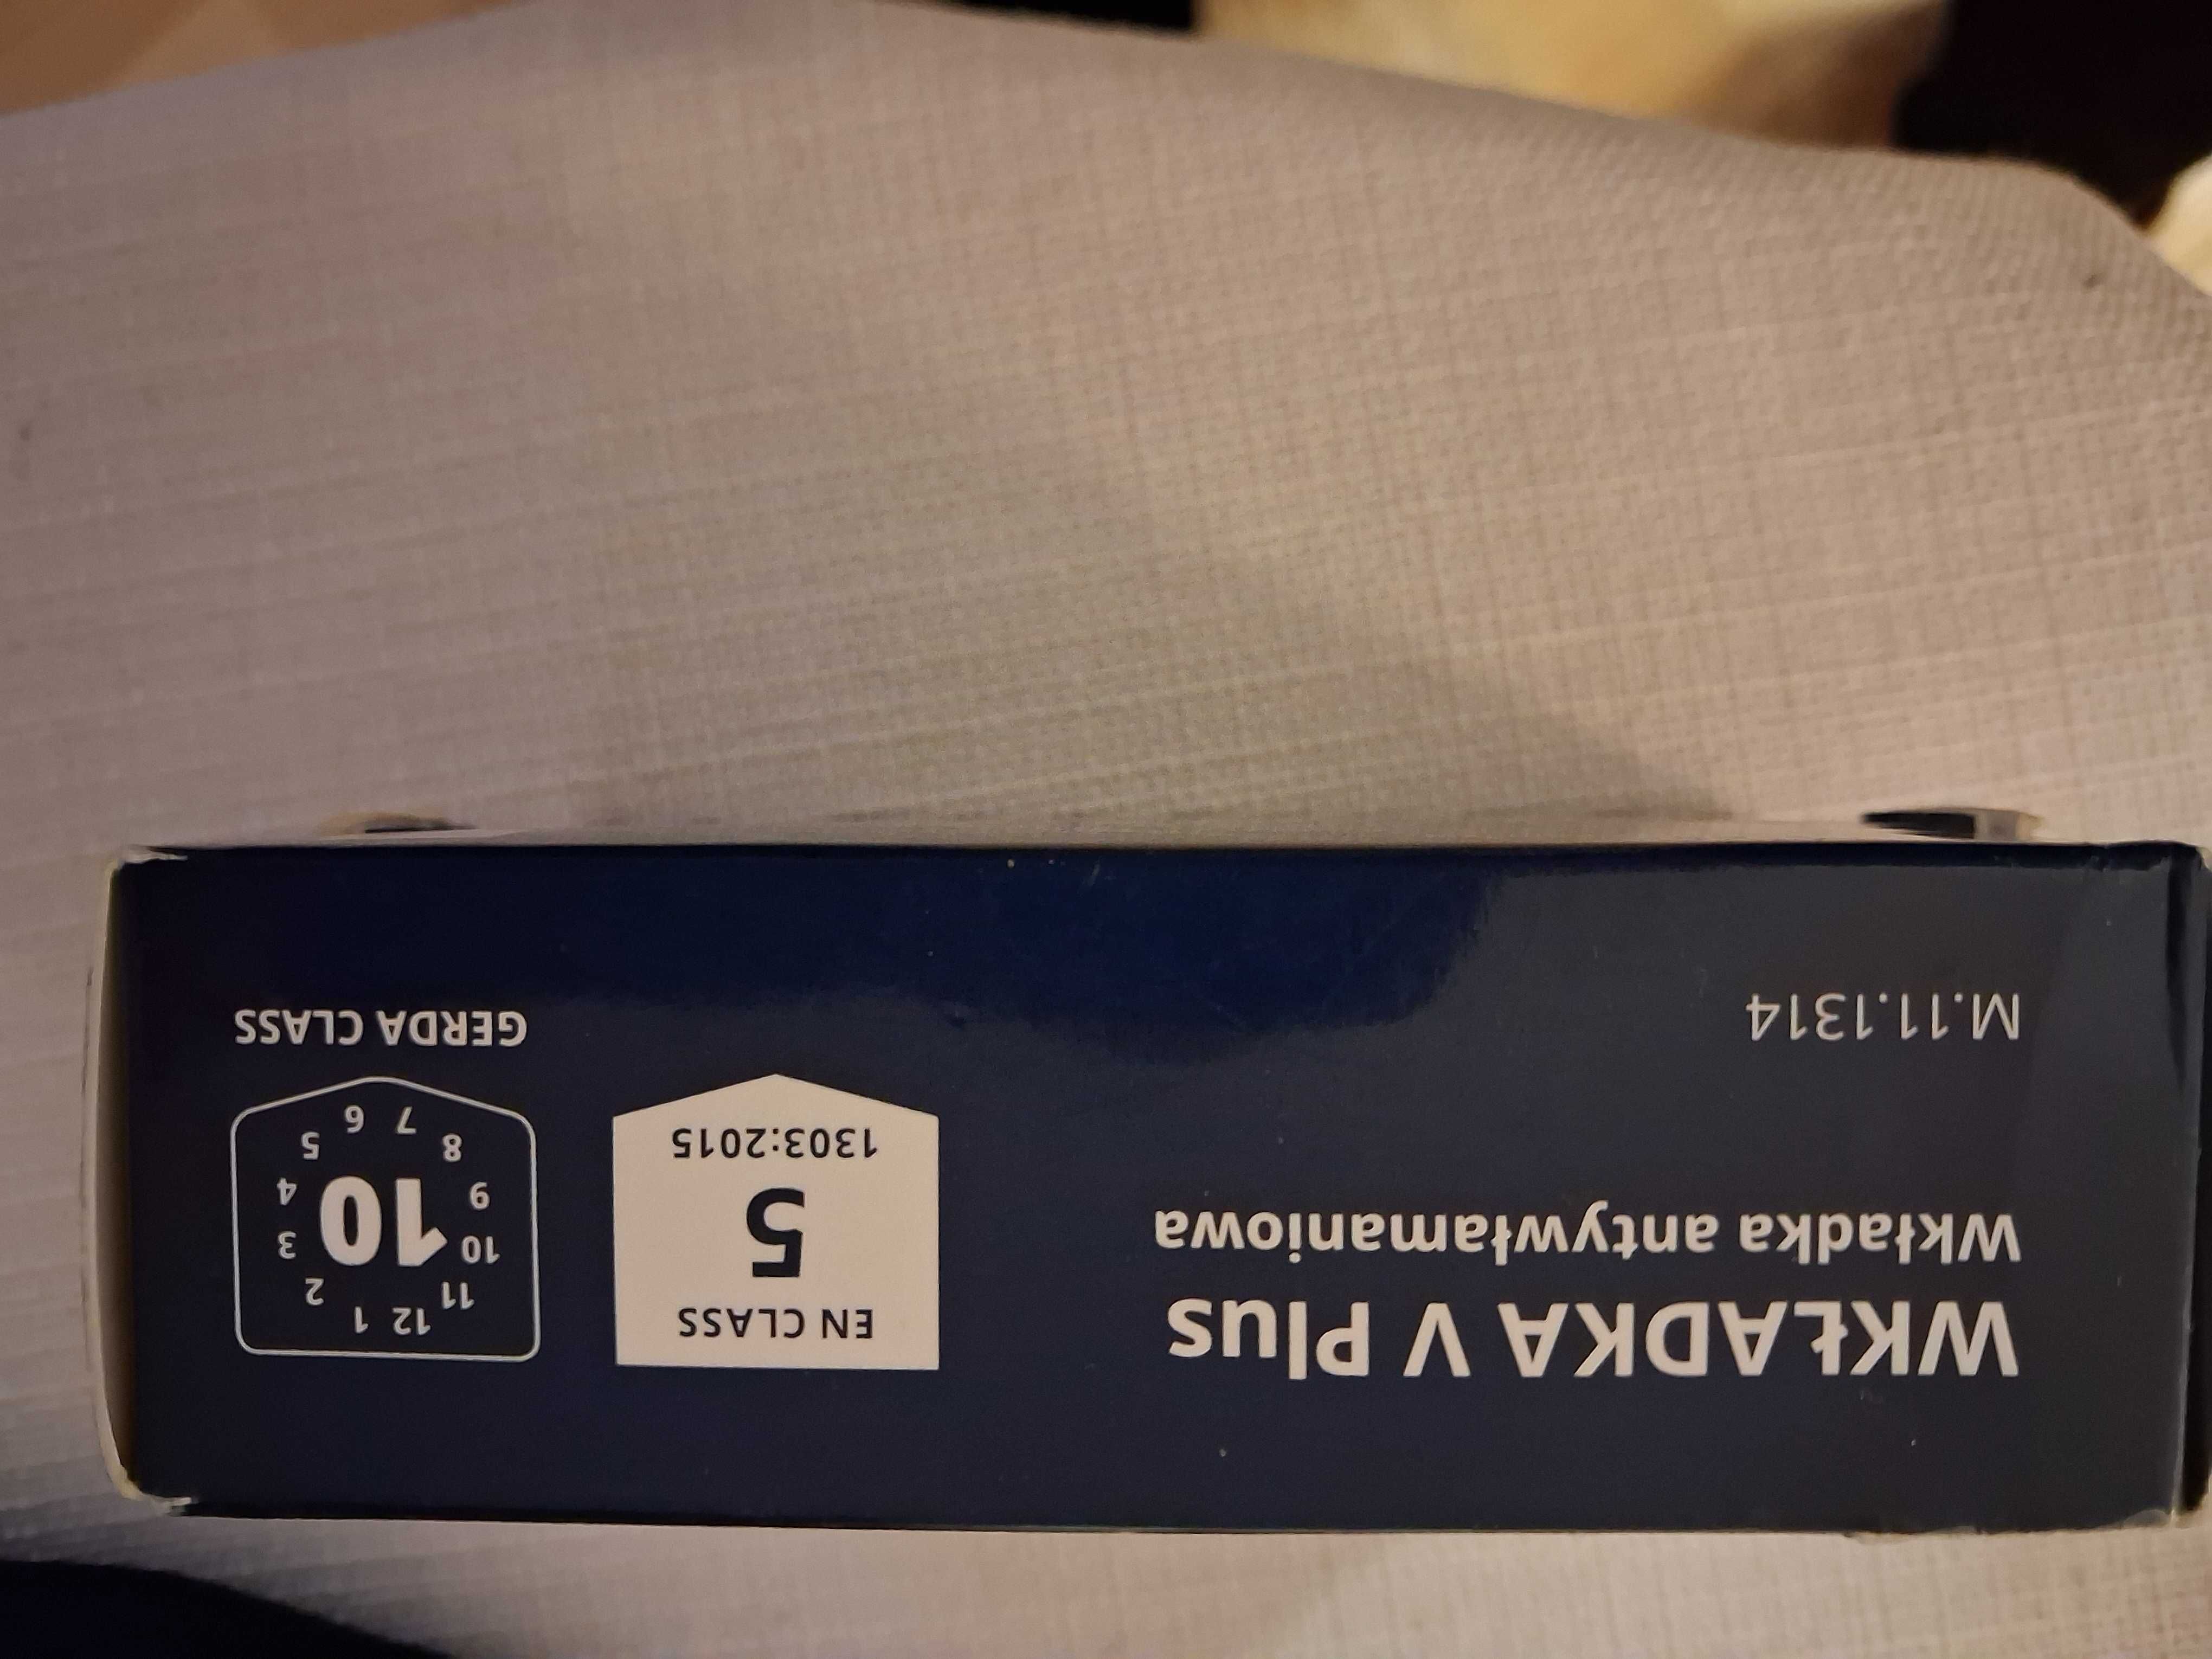 WKŁADKA V Plus
Wkładka antywłamaniowa
M.11.1314
EN CLASS
5
1303:2015
12 1
11 2
10 10 3
9 4
8 5
7 6
GERDA CLASS